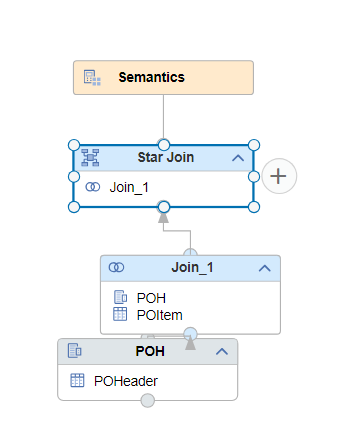 Semantics
Star Join
Join_1
Join_1
POH
POItem
POH
POHeader